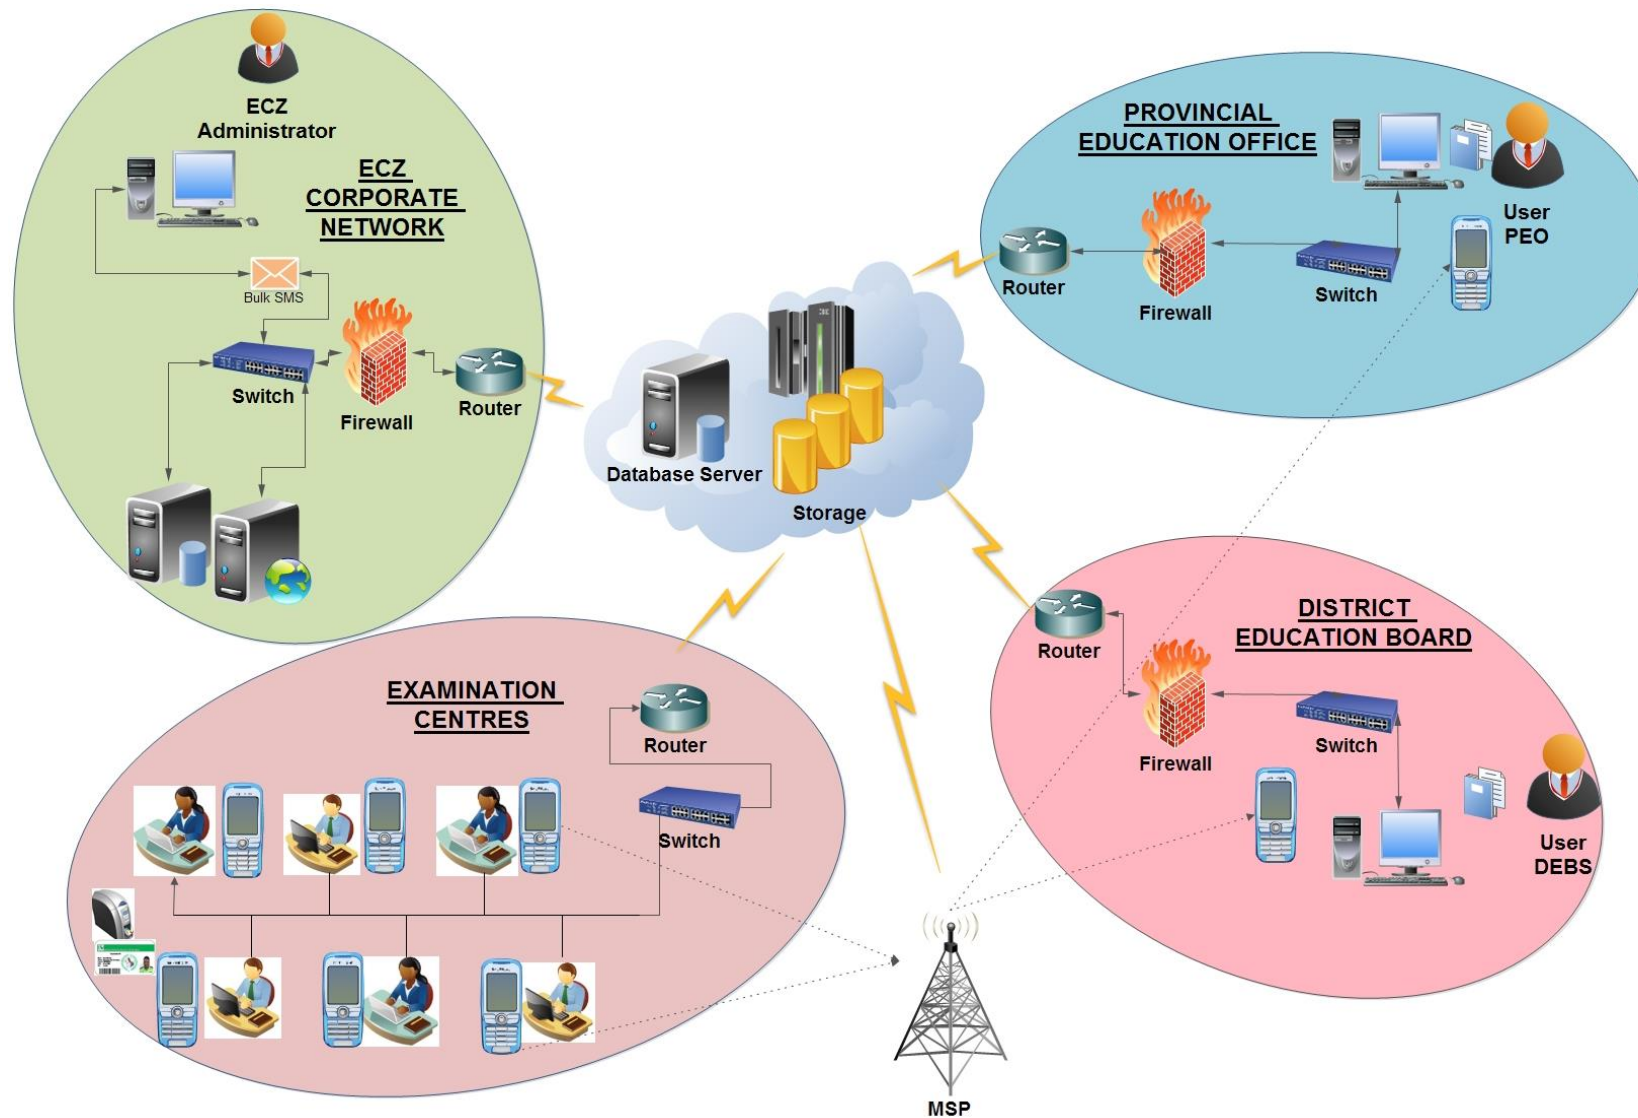 ECZ
Administrator
ECZ
CORPORATE
NETWORK
Bulk SMS
Switch
Firewall
Router
Database Server
Storage
PROVINCIAL
EDUCATION OFFICE
User
PEO
Router
Firewall
Switch
DISTRICT
EDUCATION BOARD
Router
Firewall
Switch
User
DEBS
EXAMINATION
CENTRES
Router
Switch
MSP